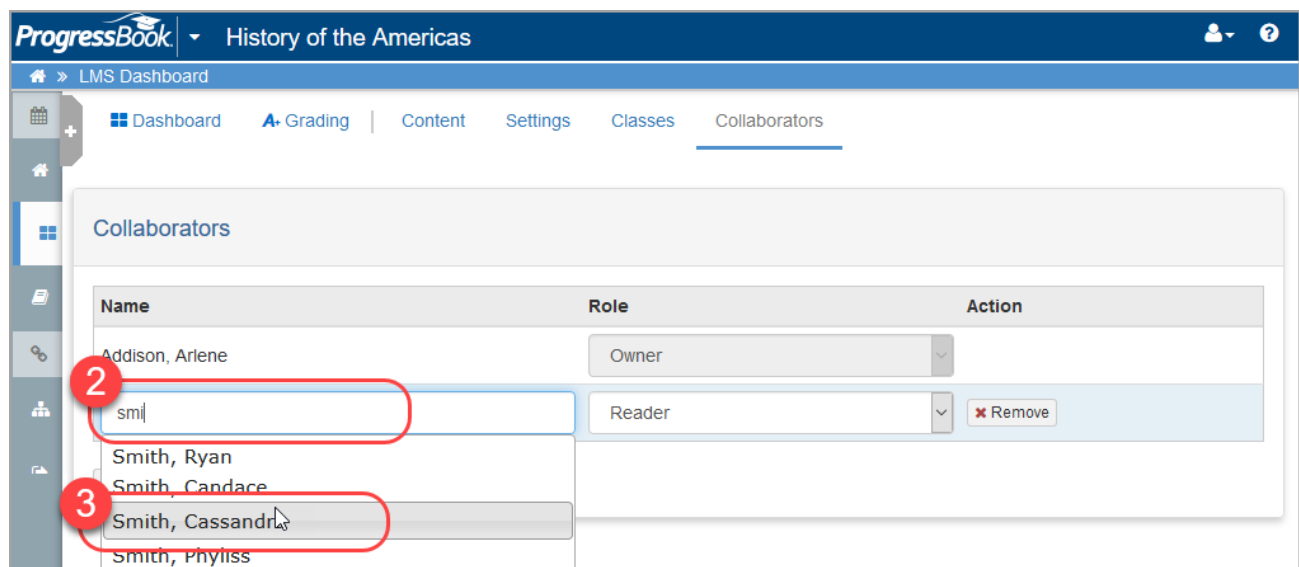 ProgressBook History of the Americas
» LMS Dashboard
Dashboard A+ Grading Content Settings Classes Collaborators
Collaborators
Name Role Action
Addison, Arlene Owner
2
smi Reader Remove
Smith, Ryan
Smith, Candace
3
Smith, Cassandra
Smith, Phyliss